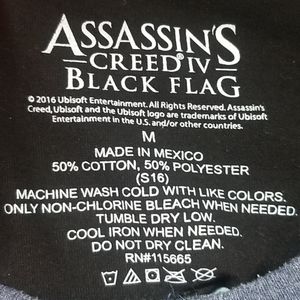 ASSASSIN'S
CREED IV
BLACK FLAG
© 2016 Ubisoft Entertainment. All Rights Reserved. Assassin's
Creed, Ubisoft and the Ubisoft logo are trademarks of Ubisoft
Entertainment in the U.S. and/or other countries.
M
MADE IN MEXICO
50% COTTON, 50% POLYESTER
(S16)
MACHINE WASH COLD WITH LIKE COLORS.
ONLY NON-CHLORINE BLEACH WHEN NEEDED.
TUMBLE DRY LOW.
COOL IRON WHEN NEEDED.
DO NOT DRY CLEAN.
RN#115665